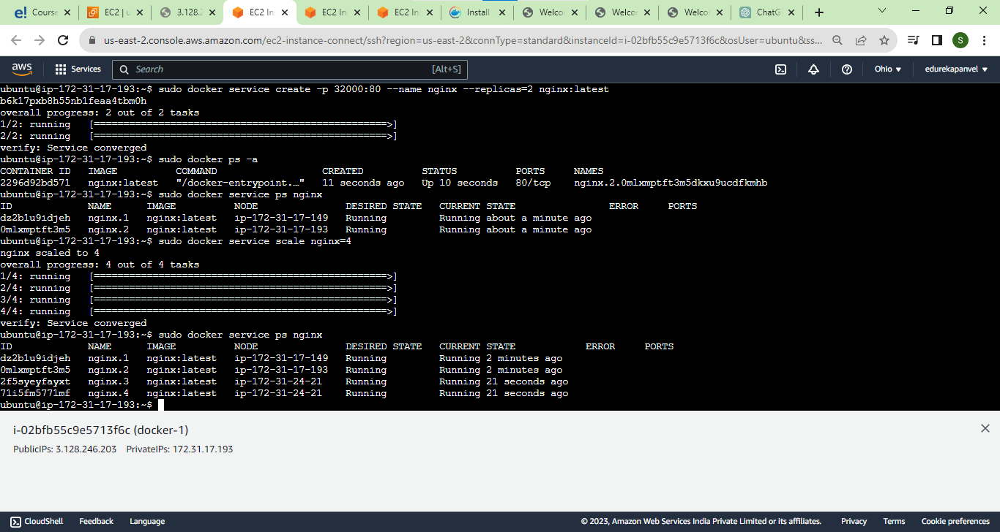 e! Course
EC2 | u
3.128.2
EC2 In
EC2 In
EC2 In
Install
Welco
Welco
Welco
ChatG
us-east-2.console.aws.amazon.com/ec2-instance-connect/ssh?region=us-east-2&connType=standard&instanceId=i-02bfb55c9e5713f6c&osUser=ubuntu&ss...
S
aws
Services
Search
[Alt+S]
Ohio
edurekapanvel
ubuntu@ip-172-31-17-193:~$ sudo docker service create -p 32000:80 --name nginx --replicas=2 nginx:latest
b6k17pxb8h55nb1feaa4tbm0h
overall progress: 2 out of 2 tasks
1/2: running   [==================================================>]
2/2: running   [==================================================>]
verify: Service converged
ubuntu@ip-172-31-17-193:~$ sudo docker ps -a
CONTAINER ID   IMAGE          COMMAND                  CREATED          STATUS          PORTS     NAMES
2296d92bd571   nginx:latest   "/docker-entrypoint.…"   11 seconds ago   Up 10 seconds   80/tcp    nginx.2.0mlxmptft3m5dkxu9ucdfkmhb
ubuntu@ip-172-31-17-193:~$ sudo docker service ps nginx
ID             NAME      IMAGE          NODE               DESIRED STATE   CURRENT STATE                ERROR     PORTS
dz2b1u9idjeh   nginx.1   nginx:latest   ip-172-31-17-149   Running         Running about a minute ago
0mlxmptft3m5   nginx.2   nginx:latest   ip-172-31-17-193   Running         Running about a minute ago
ubuntu@ip-172-31-17-193:~$ sudo docker service scale nginx=4
nginx scaled to 4
overall progress: 4 out of 4 tasks
1/4: running   [==================================================>]
2/4: running   [==================================================>]
3/4: running   [==================================================>]
4/4: running   [==================================================>]
verify: Service converged
ubuntu@ip-172-31-17-193:~$ sudo docker service ps nginx
ID             NAME      IMAGE          NODE               DESIRED STATE   CURRENT STATE            ERROR     PORTS
dz2b1u9idjeh   nginx.1   nginx:latest   ip-172-31-17-149   Running         Running 2 minutes ago
0mlxmptft3m5   nginx.2   nginx:latest   ip-172-31-17-193   Running         Running 2 minutes ago
2f5syeyfayxt   nginx.3   nginx:latest   ip-172-31-24-21    Running         Running 21 seconds ago
71i5fm5771mf   nginx.4   nginx:latest   ip-172-31-24-21    Running         Running 21 seconds ago
ubuntu@ip-172-31-17-193:~$
i-02bfb55c9e5713f6c (docker-1)
PublicIPs: 3.128.246.203 PrivateIPs: 172.31.17.193
CloudShell Feedback Language © 2023, Amazon Web Services India Private Limited or its affiliates. Privacy Terms Cookie preferences